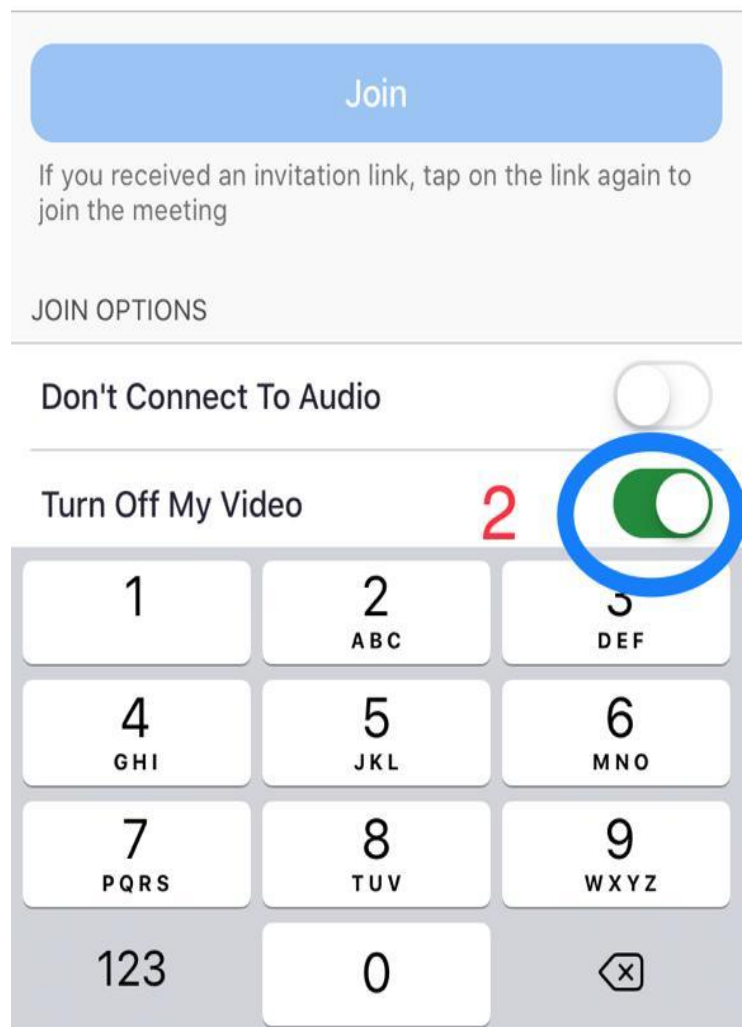 Join
If you received an invitation link, tap on the link again to
join the meeting
JOIN OPTIONS
Don't Connect To Audio
Turn Off My Video 2
1 2 3
ABC DEF
4 5 6
GHI JKL MNO
7 8 9
PQRS TUV WXYZ
123 0